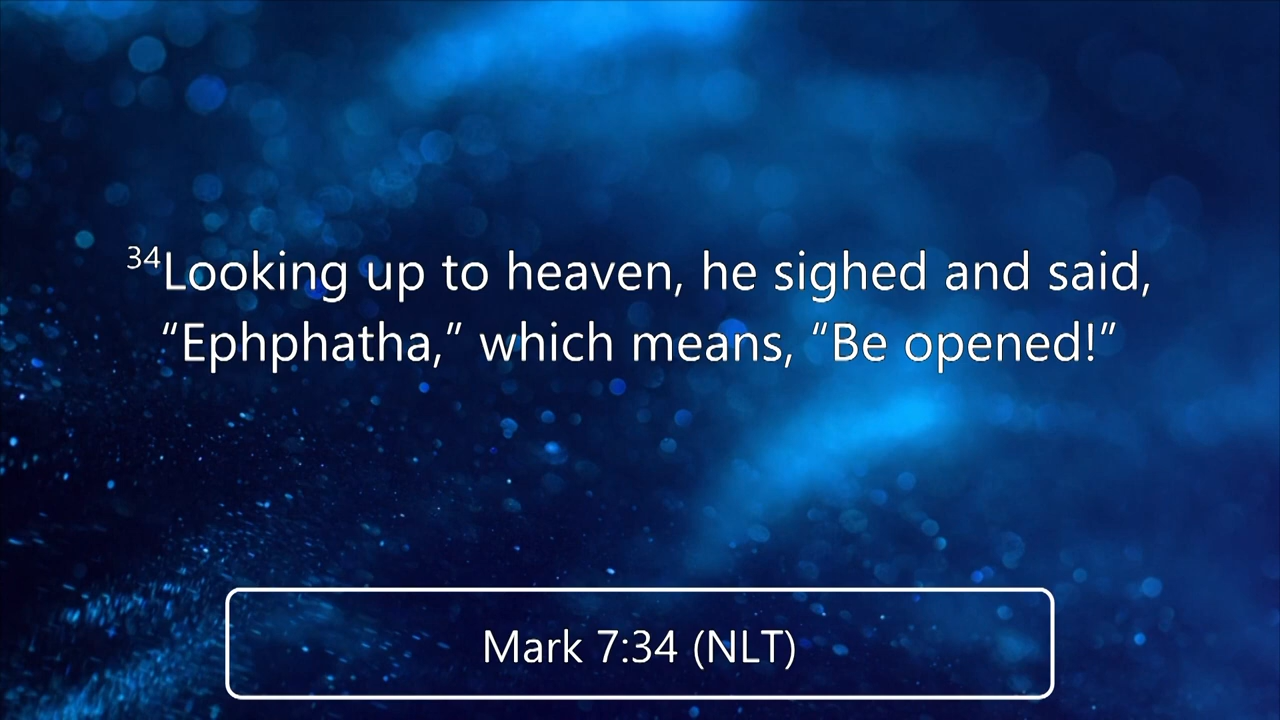 ³⁴Looking up to heaven, he sighed and said,
“Ephphatha,” which means, “Be opened!”
Mark 7:34 (NLT)